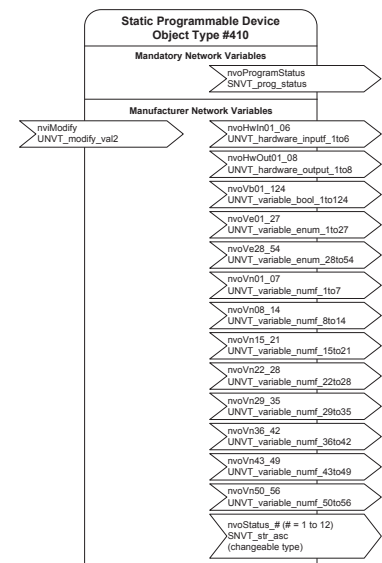 Static Programmable Device
Object Type #410
Mandatory Network Variables
nvoProgramStatus
SNVT_prog_status
Manufacturer Network Variables
nviModify
UNVT_modify_val2
nvoHwIn01_06
UNVT_hardware_inputf_1to6
nvoHwOut01_08
UNVT_hardware_output_1to8
nvoVb01_124
UNVT_variable_bool_1to124
nvoVe01_27
UNVT_variable_enum_1to27
nvoVe28_54
UNVT_variable_enum_28to54
nvoVn01_07
UNVT_variable_numf_1to7
nvoVn08_14
UNVT_variable_numf_8to14
nvoVn15_21
UNVT_variable_numf_15to21
nvoVn22_28
UNVT_variable_numf_22to28
nvoVn29_35
UNVT_variable_numf_29to35
nvoVn36_42
UNVT_variable_numf_36to42
nvoVn43_49
UNVT_variable_numf_43to49
nvoVn50_56
UNVT_variable_numf_50to56
nvoStatus_# (# = 1 to 12)
SNVT_str_asc
(changeable type)